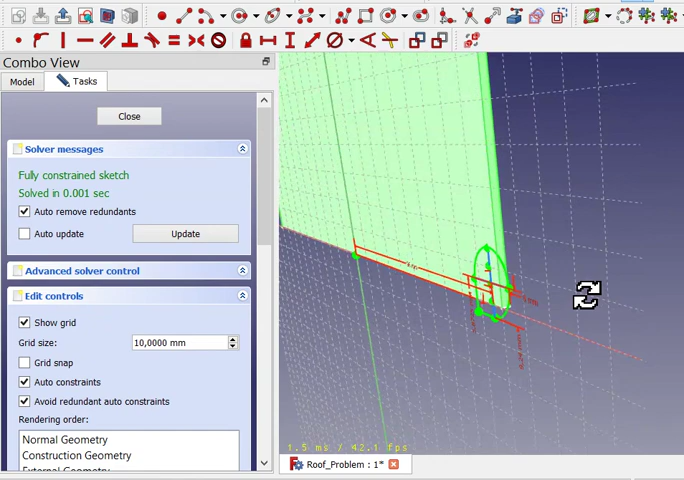 Combo View
Model
Tasks
Close
Solver messages
Fully constrained sketch
Solved in 0.001 sec
Auto remove redundants
Auto update
Update
Advanced solver control
Edit controls
Show grid
Grid size:
10,0000 mm
Grid snap
Auto constraints
Avoid redundant auto constraints
Rendering order:
Normal Geometry
Construction Geometry
External Geometry
1.5 ms / 42.1 fps
Roof_Problem : 1*